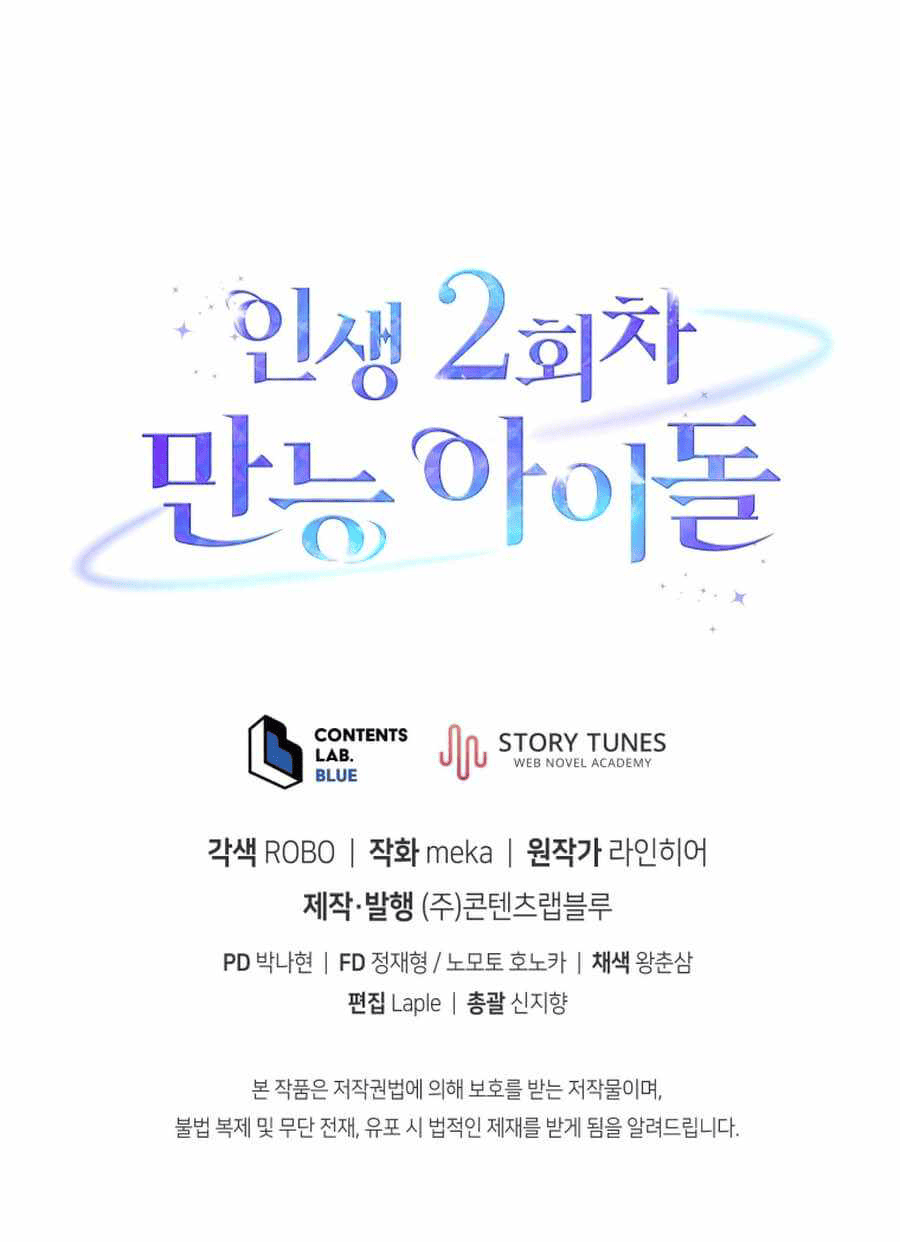 인생 2회차
만능 아이돌
CONTENTS
LAB.
BLUE
STORY TUNES
WEB NOVEL ACADEMY
각색 ROBO | 작화 meka | 원작가 라인히어
제작·발행 (주)콘텐츠랩블루
PD 박나현 | FD 정재형 / 노모토 호노카 | 채색 왕춘삼
편집 Laple | 총괄 신지향
본 작품은 저작권법에 의해 보호를 받는 저작물이며,
불법 복제 및 무단 전재, 유포 시 법적인 제재를 받게 됨을 알려드립니다.